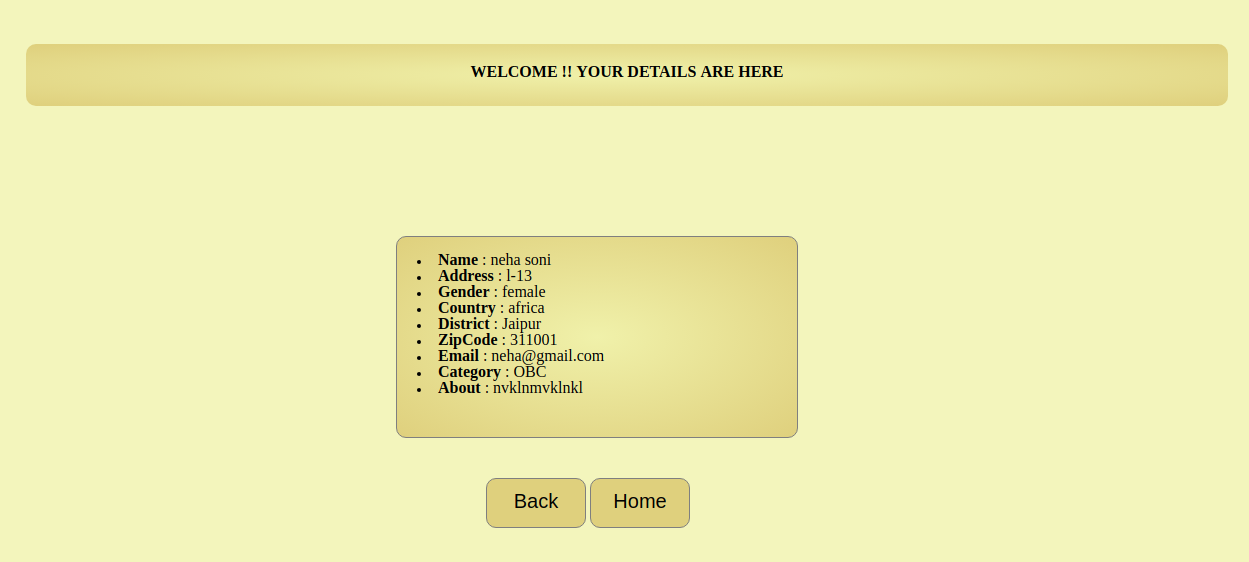 WELCOME !! YOUR DETAILS ARE HERE
Name : neha soni
Address : l-13
Gender : female
Country : africa
District : Jaipur
ZipCode : 311001
Email : neha@gmail.com
Category : OBC
About : nvklnmvklnkl
Back Home